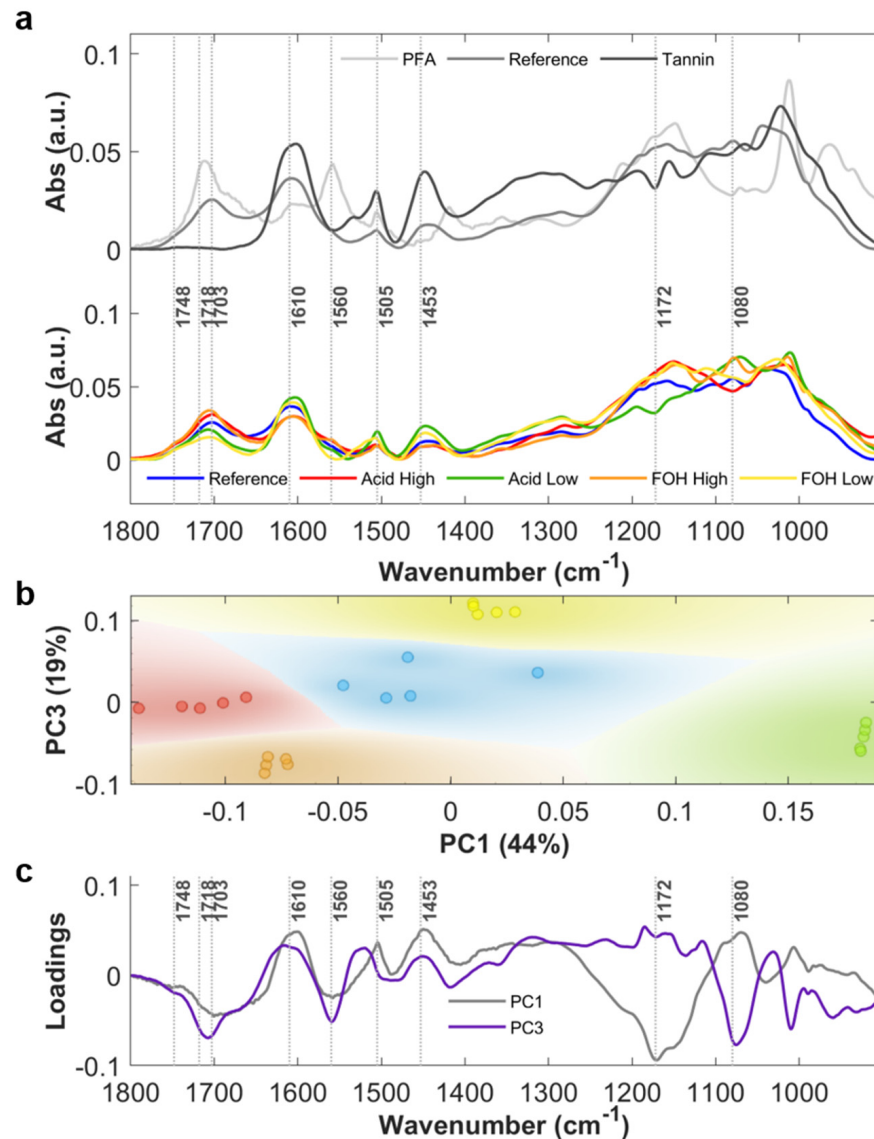 a
0.1
PFA Reference Tannin
Abs (a.u.)
0.05
0
1748 1718 1703 1610 1560 1505 1453 1172 1080
0.1
Abs (a.u.)
0.05
0
Reference Acid High Acid Low FOH High FOH Low
1800 1700 1600 1500 1400 1300 1200 1100 1000
Wavenumber (cm-1)
b
0.1
PC3 (19%)
0
-0.1
-0.1 -0.05 0 0.05 0.1 0.15
PC1 (44%)
c
0.1
1748 1718 1703 1610 1560 1505 1453 1172 1080
Loadings
0
PC1
PC3
-0.1
1800 1700 1600 1500 1400 1300 1200 1100 1000
Wavenumber (cm-1)